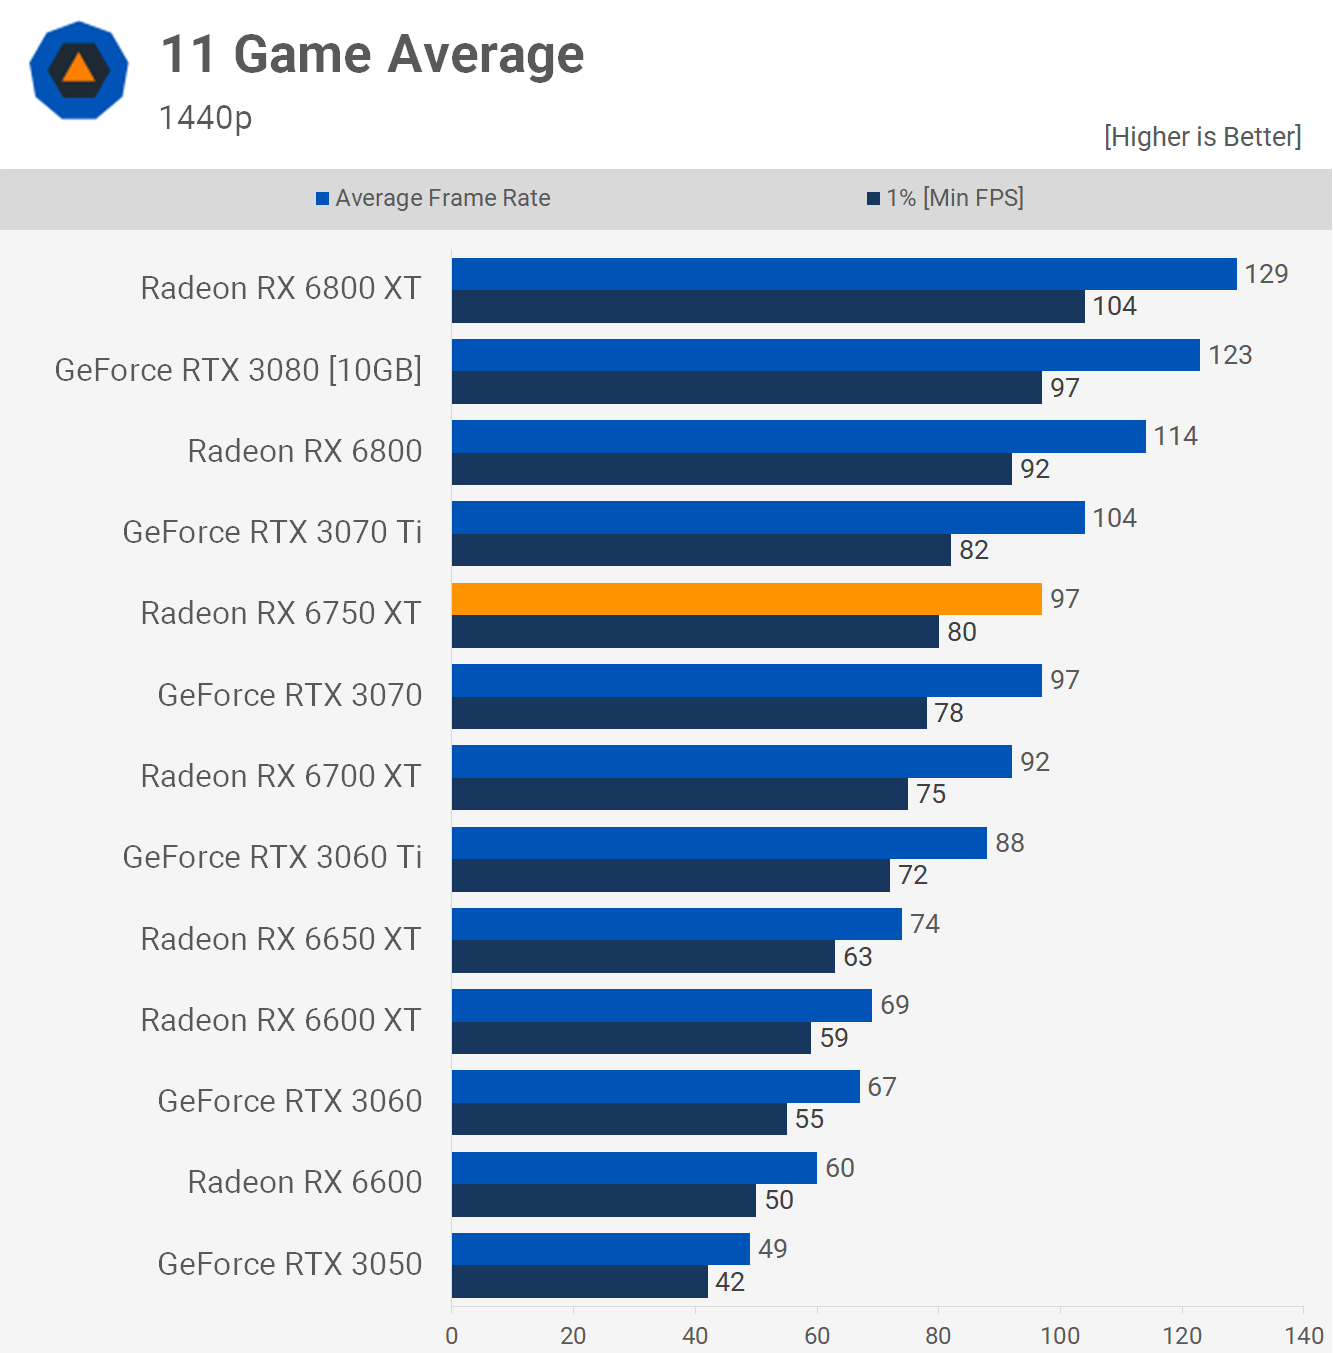 11 Game Average
1440p
[Higher is Better]
Average Frame Rate 1% [Min FPS]
Radeon RX 6800 XT 129
104
GeForce RTX 3080 [10GB] 123
97
Radeon RX 6800 114
92
GeForce RTX 3070 Ti 104
82
Radeon RX 6750 XT 97
80
GeForce RTX 3070 97
78
Radeon RX 6700 XT 92
75
GeForce RTX 3060 Ti 88
72
Radeon RX 6650 XT 74
63
Radeon RX 6600 XT 69
59
GeForce RTX 3060 67
55
Radeon RX 6600 60
50
GeForce RTX 3050 49
42
0 20 40 60 80 100 120 140